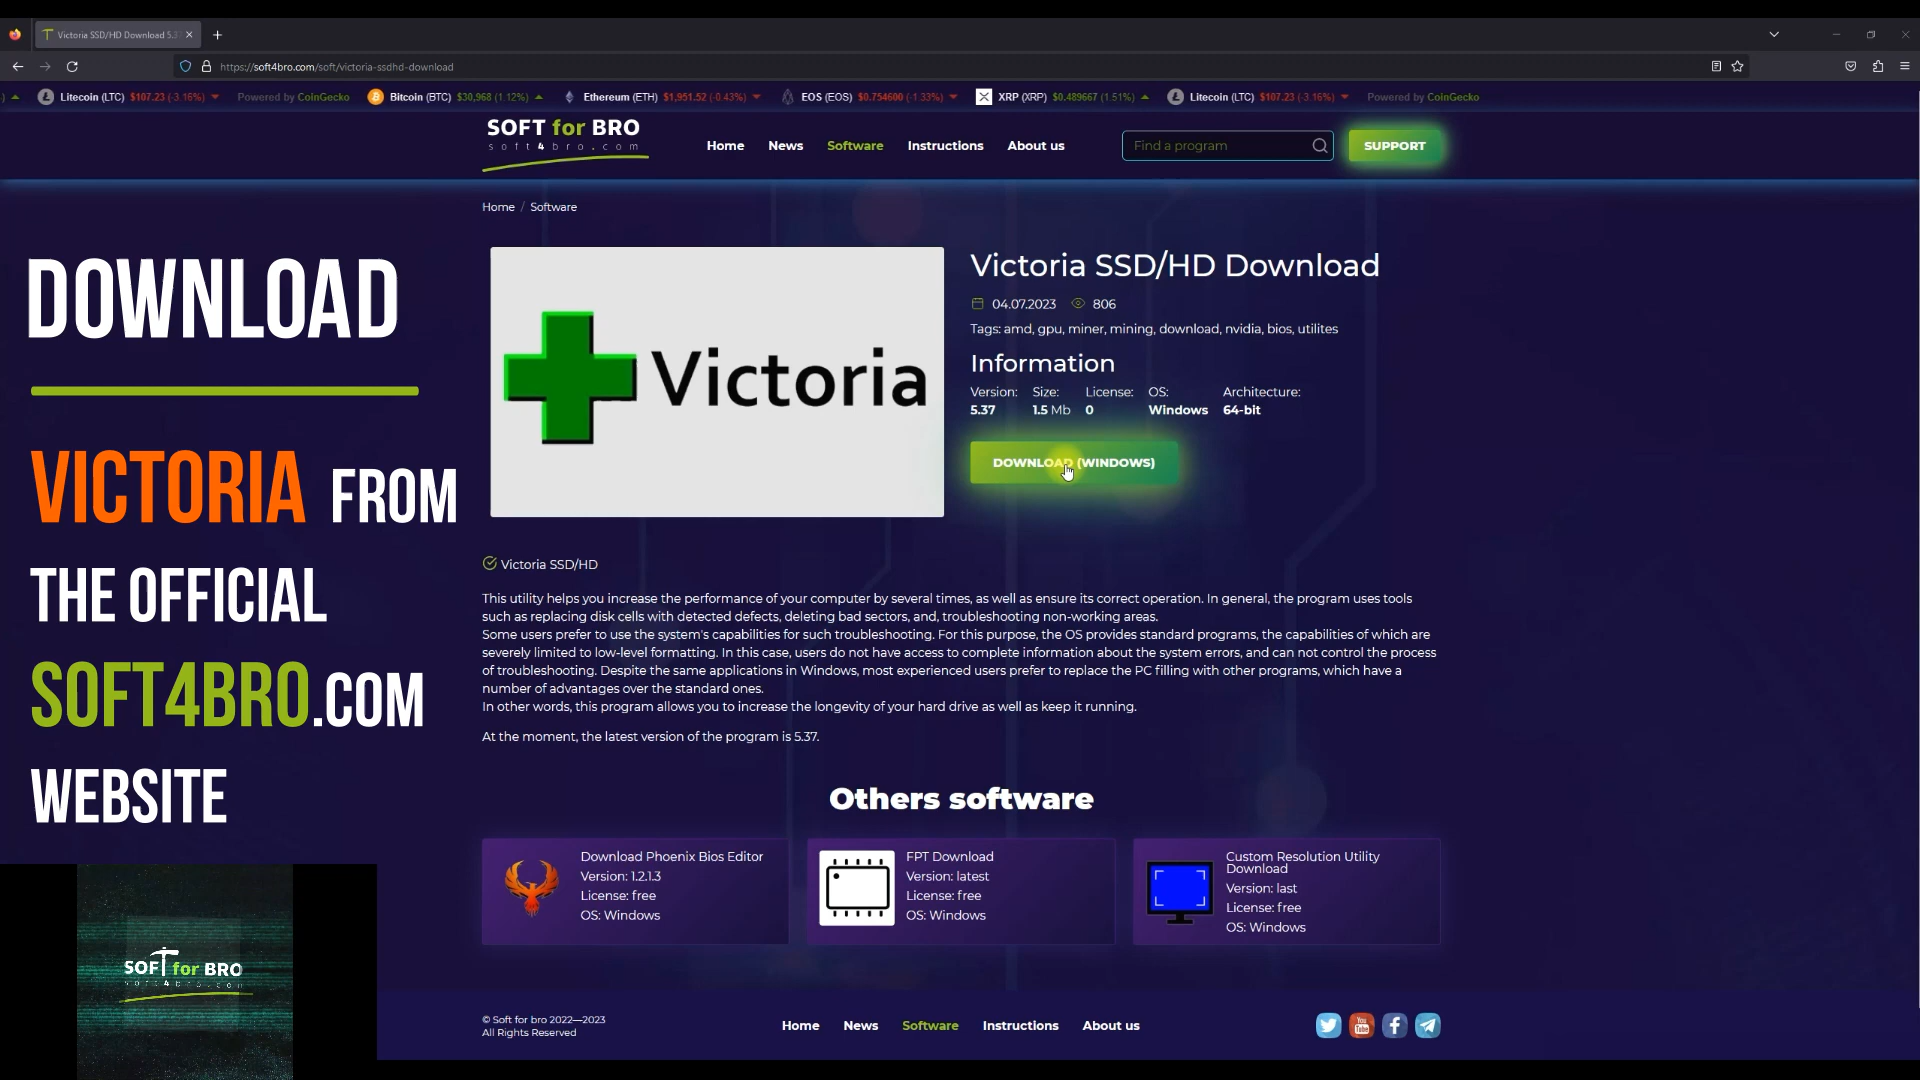 Victoria SSD/HD Download 5.3
https://soft4bro.com/soft/victoria-ssdhd-download
Litecoin (LTC) $107.23 (-3.16%) Powered by CoinGecko Bitcoin (BTC) $30,968 (1.12%) Ethereum (ETH) $1,951.52 (-0.43%) EOS (EOS) $0.754600 (-1.33%) XRP (XRP) $0.489667 (1.51%) Litecoin (LTC) $107.23 (-3.16%) Powered by CoinGecko
SOFT for BRO
soft4bro.com
Home News Software Instructions About us
Find a program
SUPPORT
Home / Software
DOWNLOAD
VICTORIA FROM
THE OFFICIAL
SOFT4BRO.COM
WEBSITE
Victoria
Victoria SSD/HD Download
04.07.2023 806
Tags: amd, gpu, miner, mining, download, nvidia, bios, utilites
Information
Version: Size: License: OS: Architecture:
5.37 1.5 Mb 0 Windows 64-bit
DOWNLOAD (WINDOWS)
Victoria SSD/HD
This utility helps you increase the performance of your computer by several times, as well as ensure its correct operation. In general, the program uses tools
such as replacing disk cells with detected defects, deleting bad sectors, and, troubleshooting non-working areas.
Some users prefer to use the system's capabilities for such troubleshooting. For this purpose, the OS provides standard programs, the capabilities of which are
severely limited to low-level formatting. In this case, users do not have access to complete information about the system errors, and can not control the process
of troubleshooting. Despite the same applications in Windows, most experienced users prefer to replace the PC filling with other programs, which have a
number of advantages over the standard ones.
In other words, this program allows you to increase the longevity of your hard drive as well as keep it running.
At the moment, the latest version of the program is 5.37.
Others software
Download Phoenix Bios Editor
Version: 1.2.1.3
License: free
OS: Windows
FPT Download
Version: latest
License: free
OS: Windows
Custom Resolution Utility
Download
Version: last
License: free
OS: Windows
SOFT for BRO
soft4bro.com
© Soft for bro 2022—2023
All Rights Reserved
Home News Software Instructions About us
You
Tube